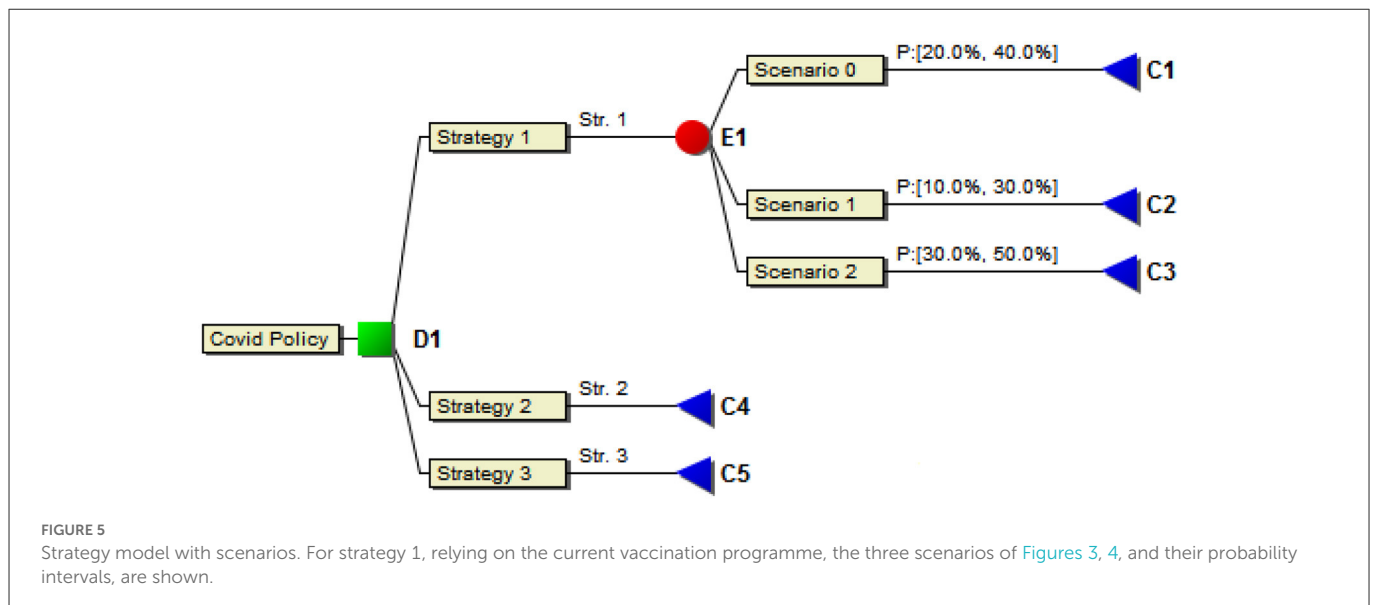 Scenario 0 P:[20.0%, 40.0%] C1
Strategy 1 Str. 1 E1
Scenario 1 P:[10.0%, 30.0%] C2
Scenario 2 P:[30.0%, 50.0%] C3
Covid Policy D1
Strategy 2 Str. 2 C4
Strategy 3 Str. 3 C5
FIGURE 5
Strategy model with scenarios. For strategy 1, relying on the current vaccination programme, the three scenarios of Figures 3, 4, and their probability
intervals, are shown.